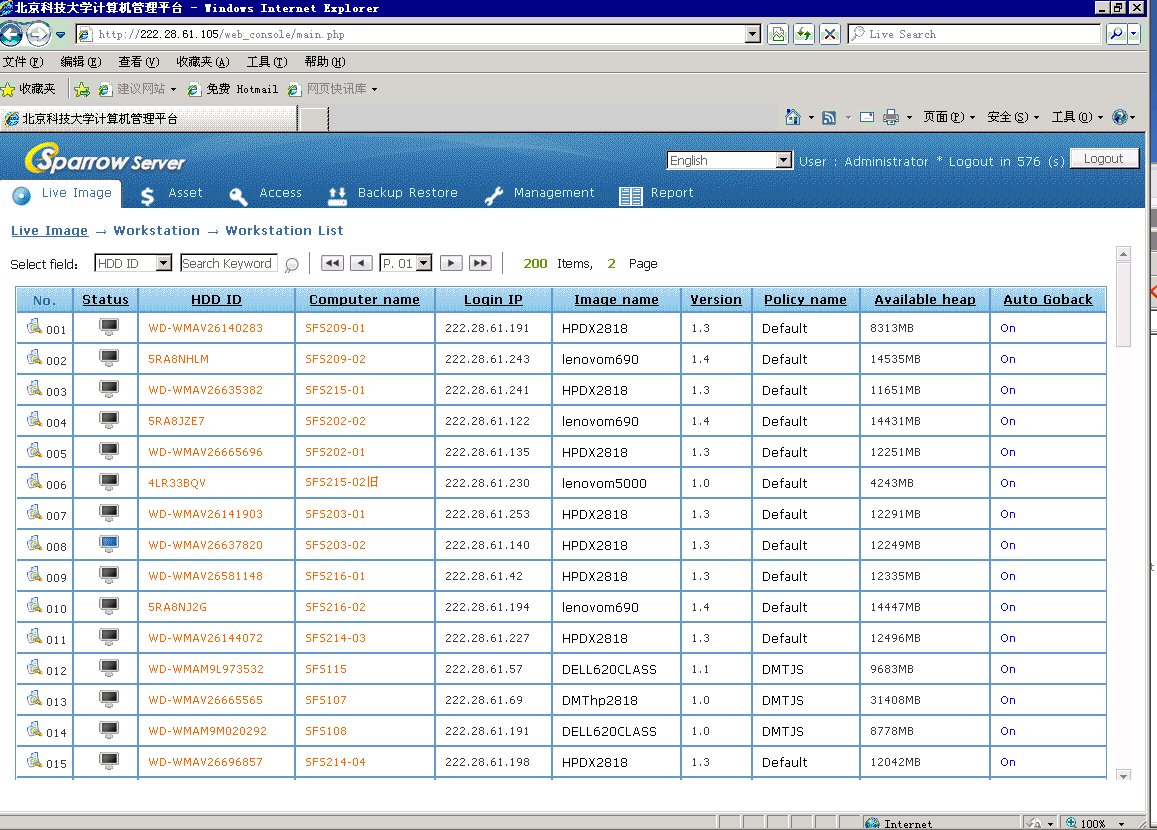 北京科技大学计算机管理平台 - Windows Internet Explorer
http://222.28.61.105/web_console/main.php
Live Search
文件(F) 编辑(E) 查看(V) 收藏夹(A) 工具(T) 帮助(H)
收藏夹 建议网站 免费 Hotmail 网页快讯库
北京科技大学计算机管理平台 页面(P) 安全(S) 工具(O)
Sparrow Server
English User : Administrator * Logout in 576 (s) Logout
Live Image Asset Access Backup Restore Management Report
Live Image → Workstation → Workstation List
Select field: HDD ID Search Keyword P. 01 200 Items, 2 Page
No. Status HDD ID Computer name Login IP Image name Version Policy name Available heap Auto Goback
001 WD-WMAV26140283 SFS209-01 222.28.61.191 HPDX2818 1.3 Default 8313MB On
002 5RA8NHLM SFS209-02 222.28.61.243 lenovom690 1.4 Default 14535MB On
003 WD-WMAV26635382 SFS215-01 222.28.61.241 HPDX2818 1.3 Default 11651MB On
004 5RA8JZE7 SFS202-02 222.28.61.122 lenovom690 1.4 Default 14431MB On
005 WD-WMAV26665696 SFS202-01 222.28.61.135 HPDX2818 1.3 Default 12251MB On
006 4LR33BQV SFS215-02旧 222.28.61.230 lenovom5000 1.0 Default 4243MB On
007 WD-WMAV26141903 SFS203-01 222.28.61.253 HPDX2818 1.3 Default 12291MB On
008 WD-WMAV26637820 SFS203-02 222.28.61.140 HPDX2818 1.3 Default 12249MB On
009 WD-WMAV26581148 SFS216-01 222.28.61.42 HPDX2818 1.3 Default 12335MB On
010 5RA8NJ2G SFS216-02 222.28.61.194 lenovom690 1.4 Default 14447MB On
011 WD-WMAV26144072 SFS214-03 222.28.61.227 HPDX2818 1.3 Default 12496MB On
012 WD-WMAM9L973532 SFS115 222.28.61.57 DELL620CLASS 1.1 DMTJS 9683MB On
013 WD-WMAV26665565 SFS107 222.28.61.69 DMThp2818 1.0 DMTJS 31408MB On
014 WD-WMAM9M020292 SFS108 222.28.61.191 DELL620CLASS 1.0 DMTJS 8778MB On
015 WD-WMAV26696857 SFS214-04 222.28.61.198 HPDX2818 1.3 Default 12042MB On
Internet 100%